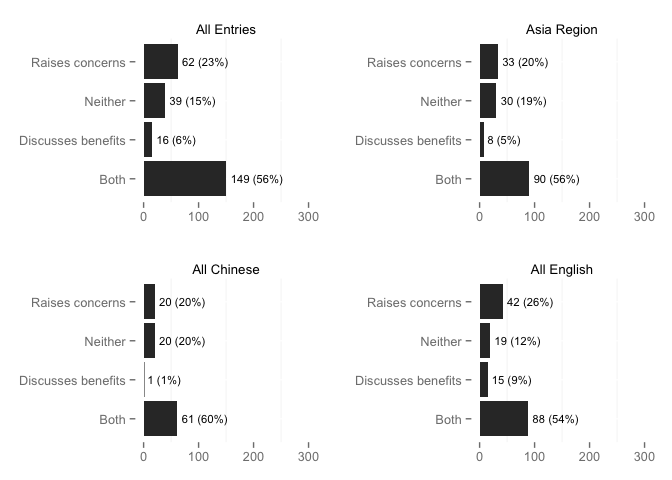 All Entries
Raises concerns 62 (23%)
Neither 39 (15%)
Discusses benefits 16 (6%)
Both 149 (56%)
0 100 200 300
Asia Region
Raises concerns 33 (20%)
Neither 30 (19%)
Discusses benefits 8 (5%)
Both 90 (56%)
0 100 200 300
All Chinese
Raises concerns 20 (20%)
Neither 20 (20%)
Discusses benefits 1 (1%)
Both 61 (60%)
0 100 200 300
All English
Raises concerns 42 (26%)
Neither 19 (12%)
Discusses benefits 15 (9%)
Both 88 (54%)
0 100 200 300